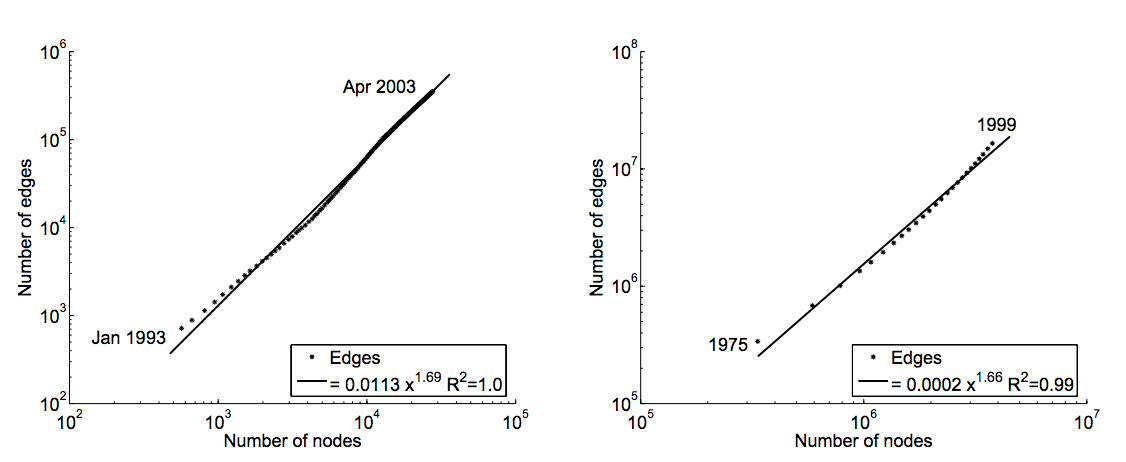 10^6
10^5
10^4
10^3
10^2
Number of edges
Apr 2003
Jan 1993
Edges
= 0.0113 x^1.69 R^2=1.0
10^2 10^3 10^4 10^5
Number of nodes
10^8
10^7
10^6
10^5
Number of edges
1999
1975
Edges
= 0.0002 x^1.66 R^2=0.99
10^5 10^6 10^7
Number of nodes